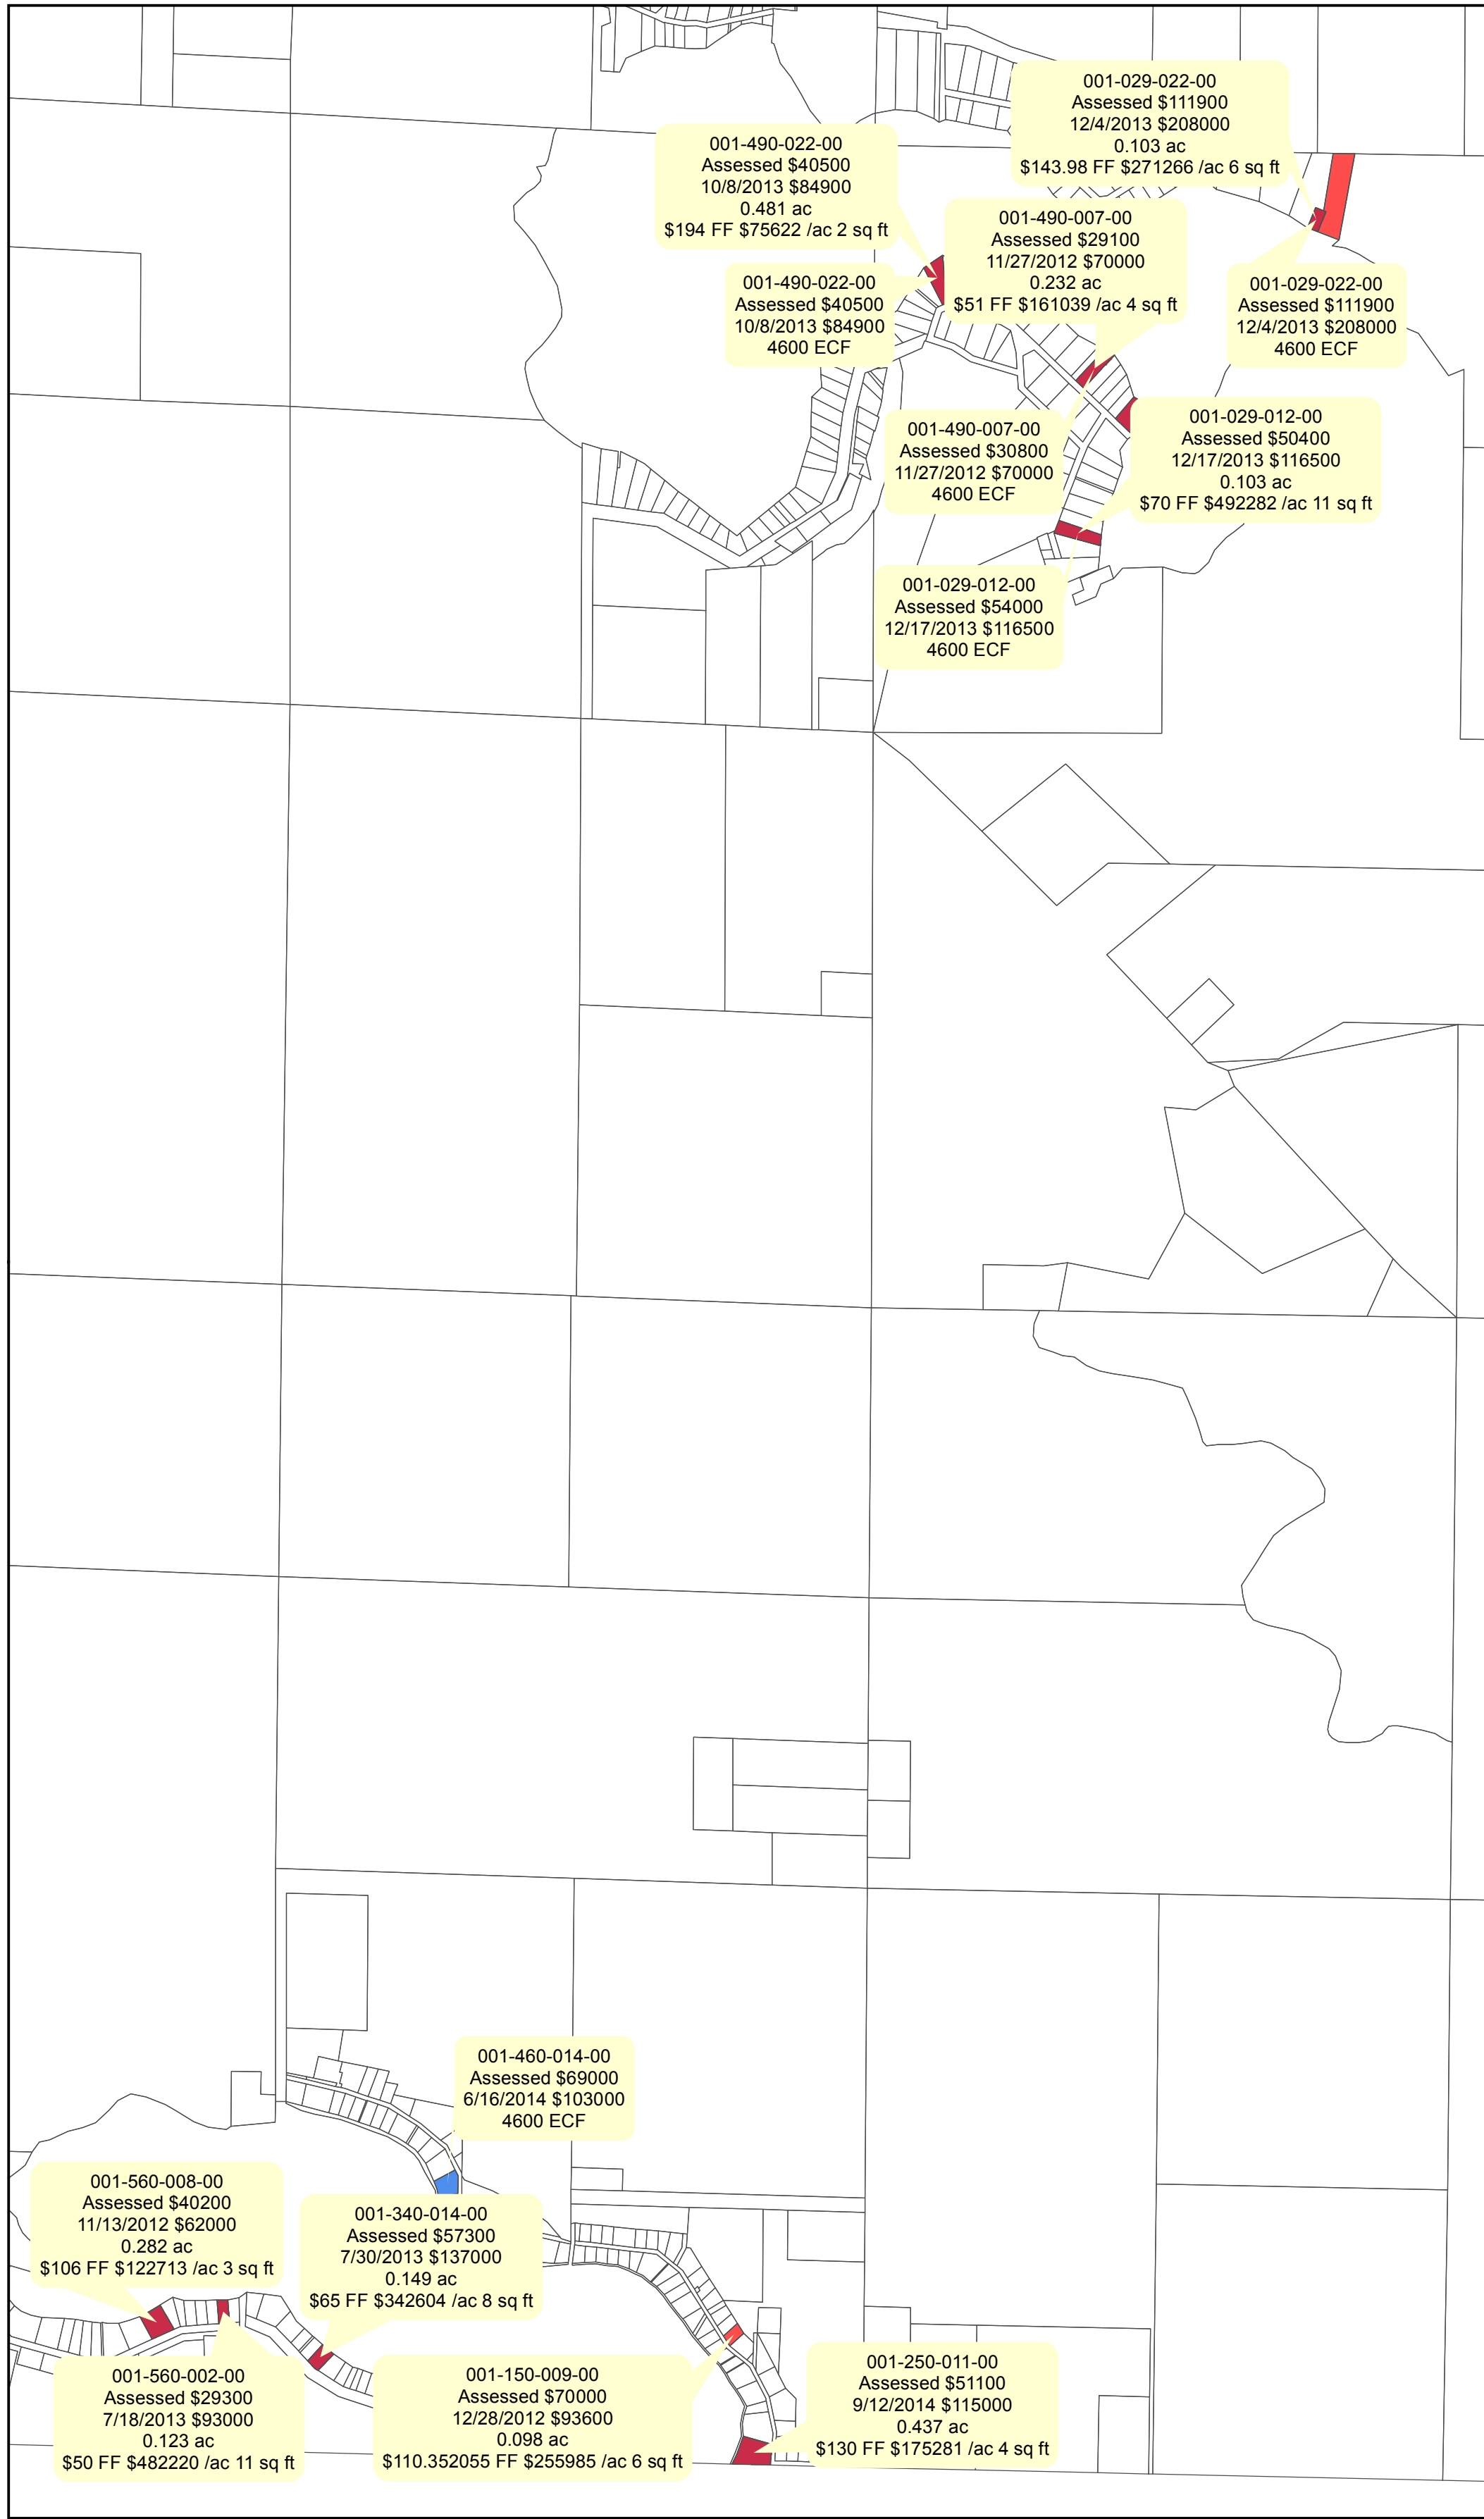 001-029-022-00
Assessed $111900
12/4/2013 $208000
0.103 ac
$143.98 FF $271266 /ac 6 sq ft
001-490-022-00
Assessed $40500
10/8/2013 $84900
0.481 ac
$194 FF $75622 /ac 2 sq ft
001-490-007-00
Assessed $29100
11/27/2012 $70000
0.232 ac
$51 FF $161039 /ac 4 sq ft
001-490-022-00
Assessed $40500
10/8/2013 $84900
4600 ECF
001-029-022-00
Assessed $111900
12/4/2013 $208000
4600 ECF
001-029-012-00
Assessed $50400
12/17/2013 $116500
0.103 ac
$70 FF $492282 /ac 11 sq ft
001-490-007-00
Assessed $30800
11/27/2012 $70000
4600 ECF
001-029-012-00
Assessed $54000
12/17/2013 $116500
4600 ECF
001-460-014-00
Assessed $69000
6/16/2014 $103000
4600 ECF
001-560-008-00
Assessed $40200
11/13/2012 $62000
0.282 ac
$106 FF $122713 /ac 3 sq ft
001-340-014-00
Assessed $57300
7/30/2013 $137000
0.149 ac
$65 FF $342604 /ac 8 sq ft
001-560-002-00
Assessed $29300
7/18/2013 $93000
0.123 ac
$50 FF $482220 /ac 11 sq ft
001-150-009-00
Assessed $70000
12/28/2012 $93600
0.098 ac
$110.352055 FF $255985 /ac 6 sq ft
001-250-011-00
Assessed $51100
9/12/2014 $115000
0.437 ac
$130 FF $175281 /ac 4 sq ft